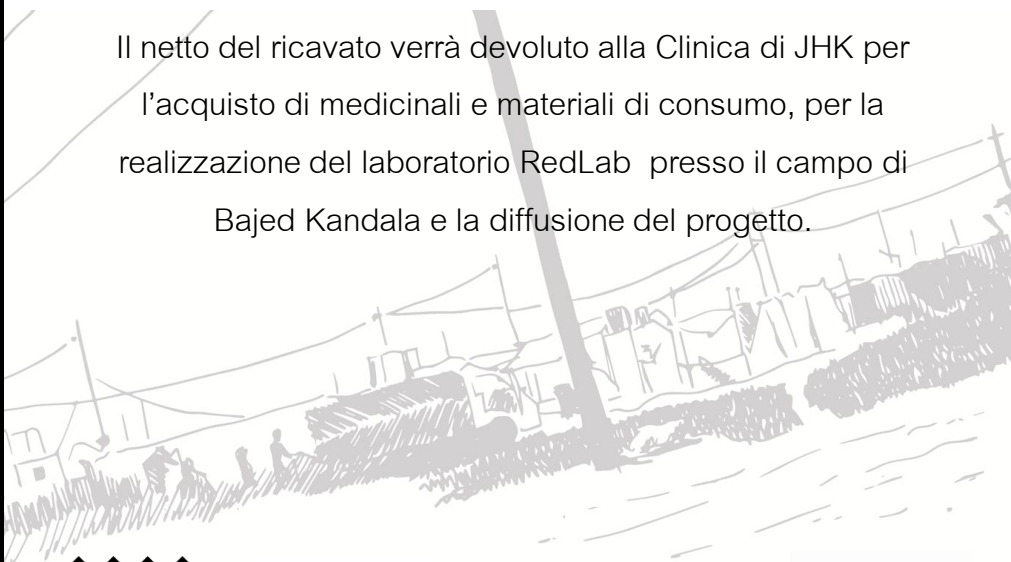 Il netto del ricavato verrà devoluto alla Clinica di JHK per
l'acquisto di medicinali e materiali di consumo, per la
realizzazione del laboratorio RedLab presso il campo di
Bajed Kandala e la diffusione del progetto.